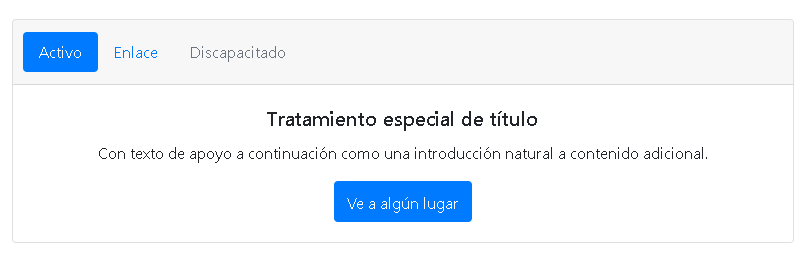 Activo Enlace Discapacitado
Tratamiento especial de título
Con texto de apoyo a continuación como una introducción natural a contenido adicional.
Ve a algún lugar